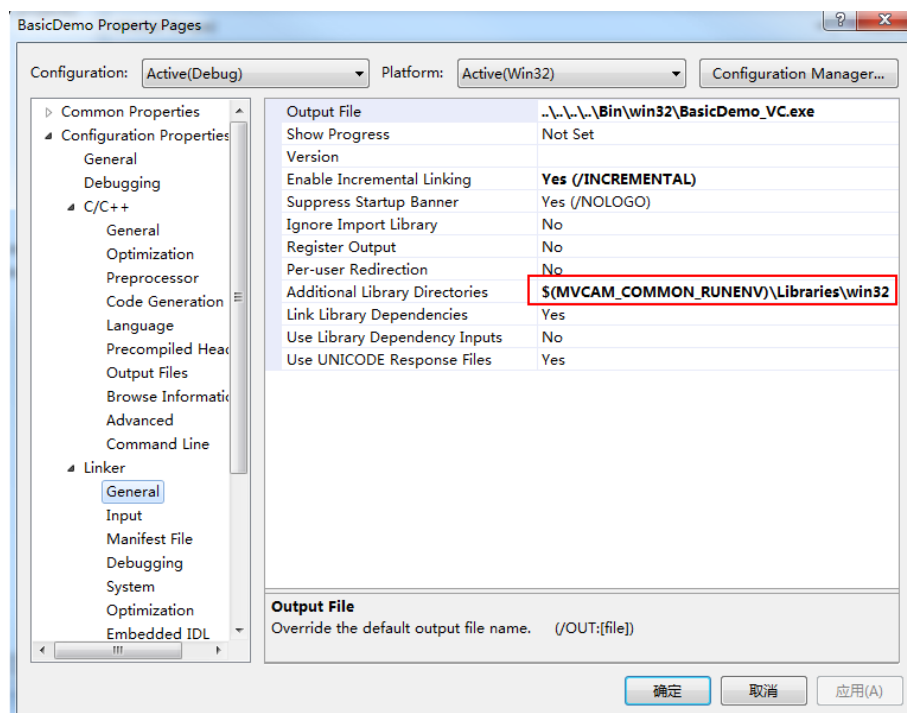 BasicDemo Property Pages
Configuration: Active(Debug) Platform: Active(Win32) Configuration Manager...
Common Properties
Configuration Properties
General
Debugging
C/C++
General
Optimization
Preprocessor
Code Generation
Language
Precompiled Head
Output Files
Browse Informatic
Advanced
Command Line
Linker
General
Input
Manifest File
Debugging
System
Optimization
Embedded IDL
Output File ..\..\..\..\Bin\win32\BasicDemo_VC.exe
Show Progress Not Set
Version
Enable Incremental Linking Yes (/INCREMENTAL)
Suppress Startup Banner Yes (/NOLOGO)
Ignore Import Library No
Register Output No
Per-user Redirection No
Additional Library Directories $(MVCAM_COMMON_RUNENV)\Libraries\win32
Link Library Dependencies Yes
Use Library Dependency Inputs No
Use UNICODE Response Files Yes
Output File
Override the default output file name. (/OUT:[file])
确定 取消 应用(A)